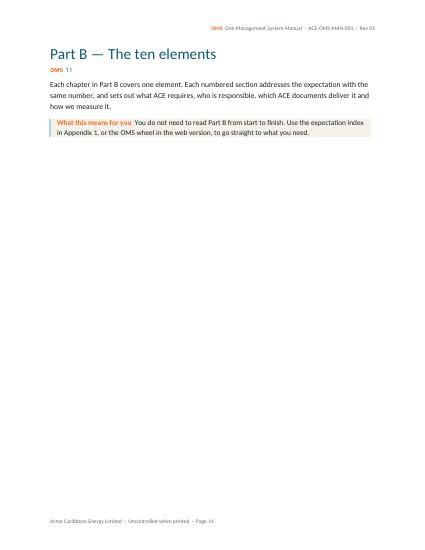 OMS One Management System Manual · ACE-OMS-MAN-001 · Rev 03
Part B — The ten elements
OMS 1.1
Each chapter in Part B covers one element. Each numbered section addresses the expectation with the
same number, and sets out what ACE requires, who is responsible, which ACE documents deliver it and
how we measure it.
What this means for you You do not need to read Part B from start to finish. Use the expectation index
in Appendix 1, or the OMS wheel in the web version, to go straight to what you need.
Acme Caribbean Energy Limited · Uncontrolled when printed · Page 14